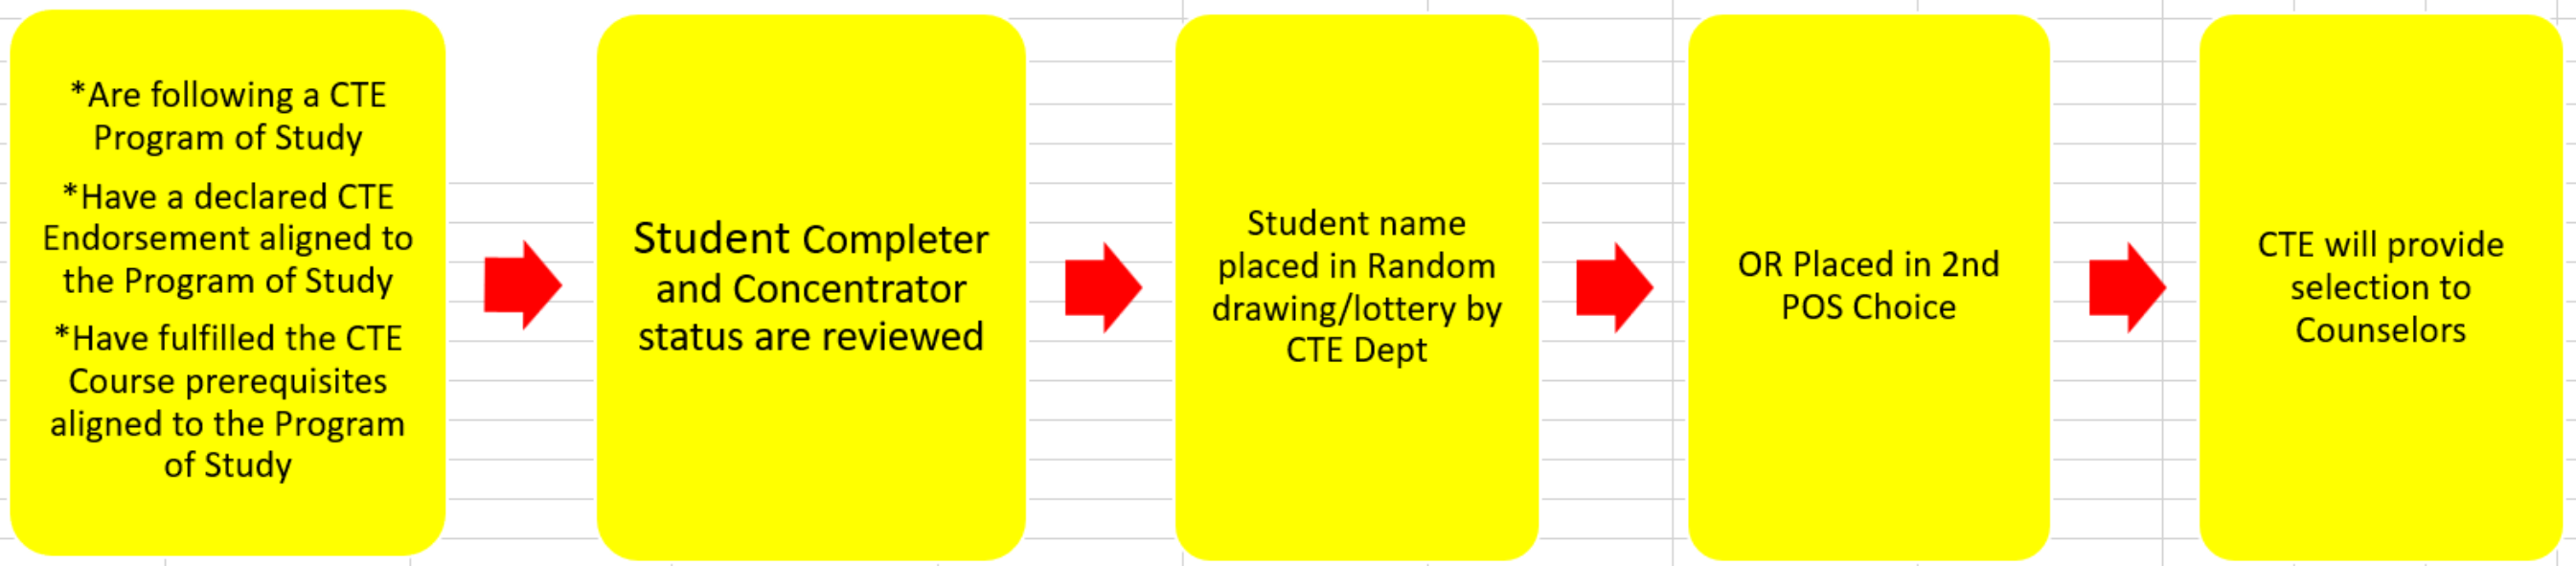 *Are following a CTE
Program of Study
*Have a declared CTE
Endorsement aligned to
the Program of Study
*Have fulfilled the CTE
Course prerequisites
aligned to the Program
of Study
Student Completer
and Concentrator
status are reviewed
Student name
placed in Random
drawing/lottery by
CTE Dept
OR Placed in 2nd
POS Choice
CTE will provide
selection to
Counselors